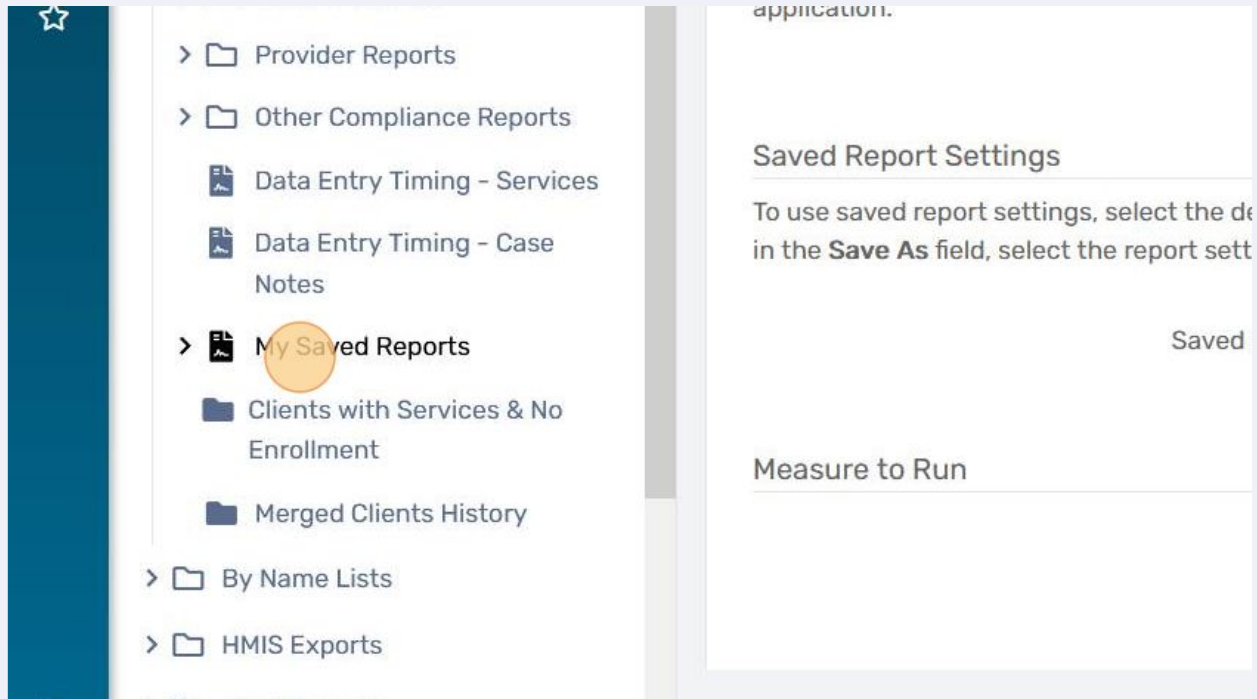 application.
Provider Reports
Other Compliance Reports
Data Entry Timing - Services
Data Entry Timing - Case
Notes
My Saved Reports
Clients with Services & No
Enrollment
Merged Clients History
By Name Lists
HMIS Exports
Saved Report Settings
To use saved report settings, select the
in the Save As field, select the report
Saved
Measure to Run